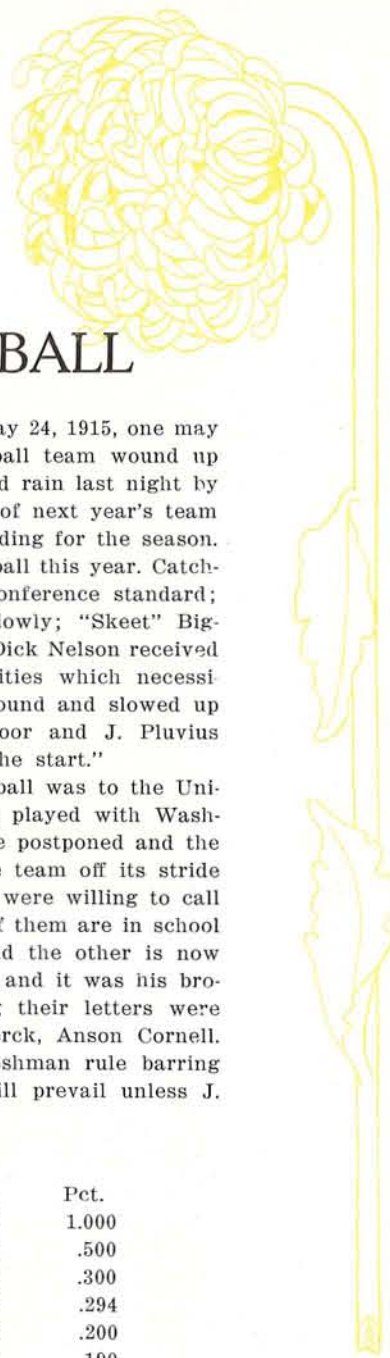 BALL
ay 24, 1915, one may
ball team wound up
d rain last night by
of next year's team
ding for the season.
ball this year. Catch-
onference standard;
lowly; "Skeet" Big-
Dick Nelson received
ities which necessi-
ound and slowed up
oor and J. Pluvius
he start."
ball was to the Uni-
played with Wash-
e postponed and the
e team off its stride
were willing to call
f them are in school
nd the other is now
and it was his bro-
g their letters were
erck, Anson Cornell.
shman rule barring
ill prevail unless J.
Pct.
1.000
.500
.300
.294
.200
.190